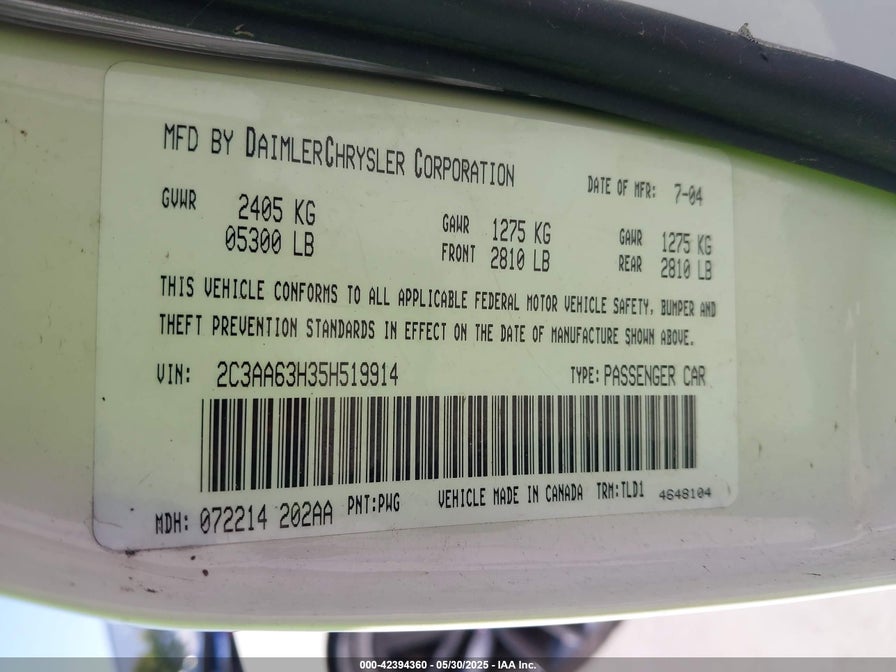 MFD BY DAIMLERCHRYSLER CORPORATION
DATE OF MFR: 7-04
GVWR 2405 KG
05300 LB
GAWR FRONT 1275 KG
2810 LB
GAWR REAR 1275 KG
2810 LB
THIS VEHICLE CONFORMS TO ALL APPLICABLE FEDERAL MOTOR VEHICLE SAFETY, BUMPER AND
THEFT PREVENTION STANDARDS IN EFFECT ON THE DATE OF MANUFACTURE SHOWN ABOVE.
VIN: 2C3AA63H35H519914 TYPE: PASSENGER CAR
MDH: 072214 202AA PNT:PWG VEHICLE MADE IN CANADA TRM:TLD1 4648104
000-42394360 - 05/30/2025 - IAA Inc.